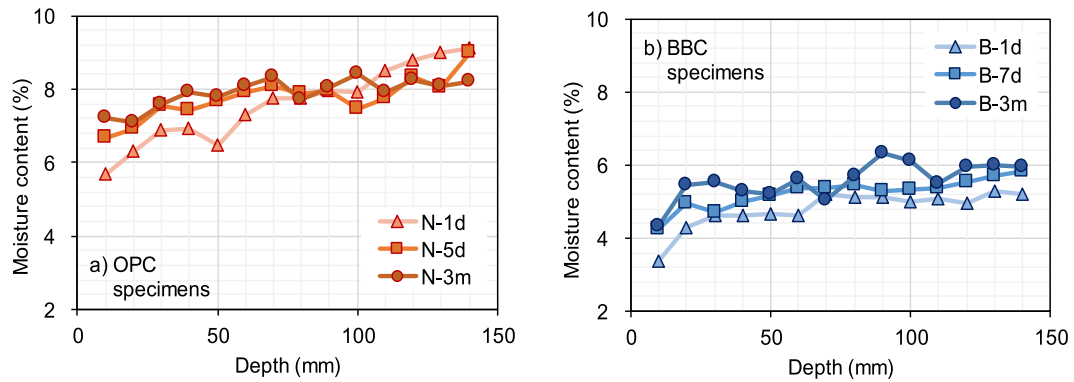 10
8
6
4
2
0
50
100
150
Moisture content (%)
Depth (mm)
a) OPC
specimens
N-1d
N-5d
N-3m
10
8
6
4
2
0
50
100
150
Moisture content (%)
Depth (mm)
b) BBC
specimens
B-1d
B-7d
B-3m